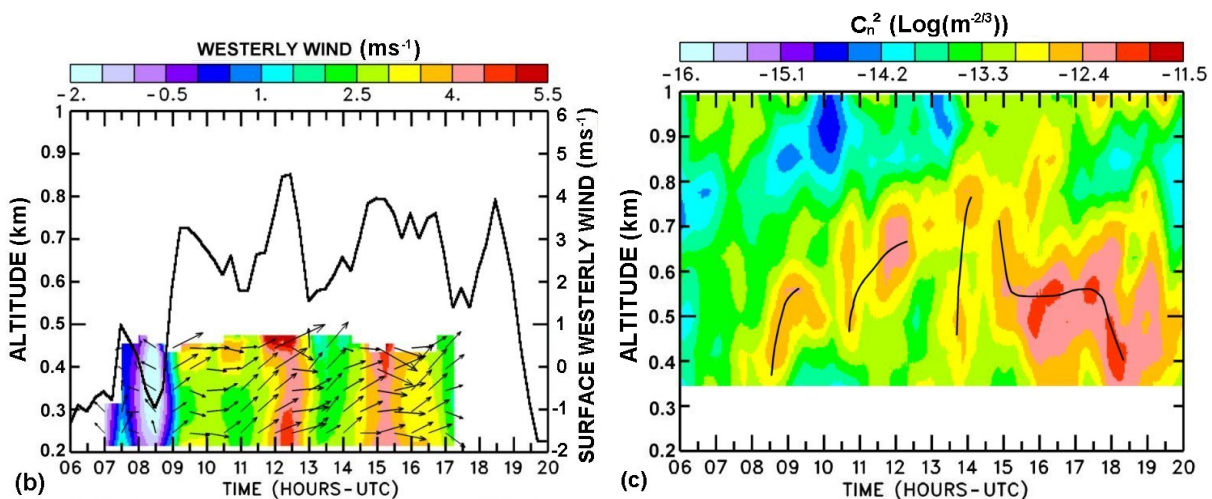 WESTERLY WIND (ms⁻¹)
-2. -0.5 1. 2.5 4. 5.5
1
0.9
0.8
0.7
0.6
0.5
0.4
0.3
0.2
ALTITUDE (km)
6
5
4
3
2
1
0
-1
-2
SURFACE WESTERLY WIND (ms⁻¹)
06 07 08 09 10 11 12 13 14 15 16 17 18 19 20
(b) TIME (HOURS-UTC)
Cn² (Log(m⁻²/³))
-16. -15.1 -14.2 -13.3 -12.4 -11.5
1
0.9
0.8
0.7
0.6
0.5
0.4
0.3
0.2
ALTITUDE (km)
06 07 08 09 10 11 12 13 14 15 16 17 18 19 20
(c) TIME (HOURS-UTC)